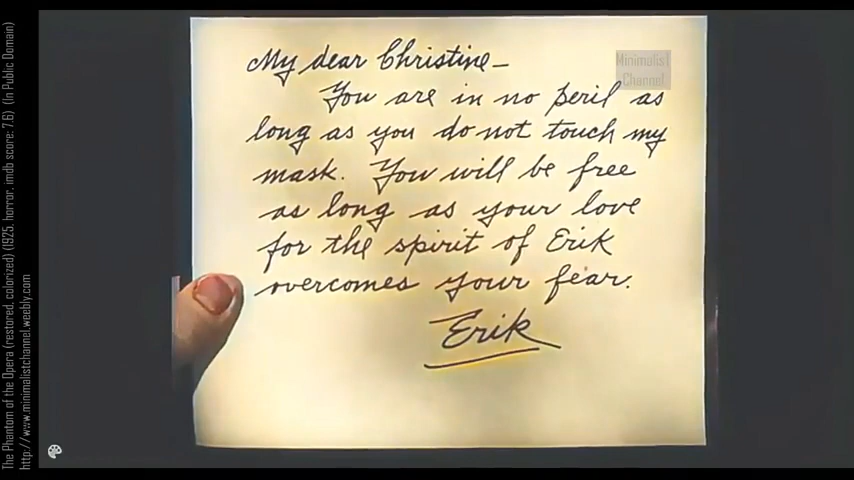 My dear Christine—
You are in no peril as
long as you do not touch my
mask. You will be free
as long as your love
for the spirit of Erik
overcomes your fear.
Erik
Minimalist
Channel
The Phantom of the Opera (restored, colorized) (1925, horror, imdb score: 7.6) (In Public Domain)
http://www.minimalistchannel.weebly.com